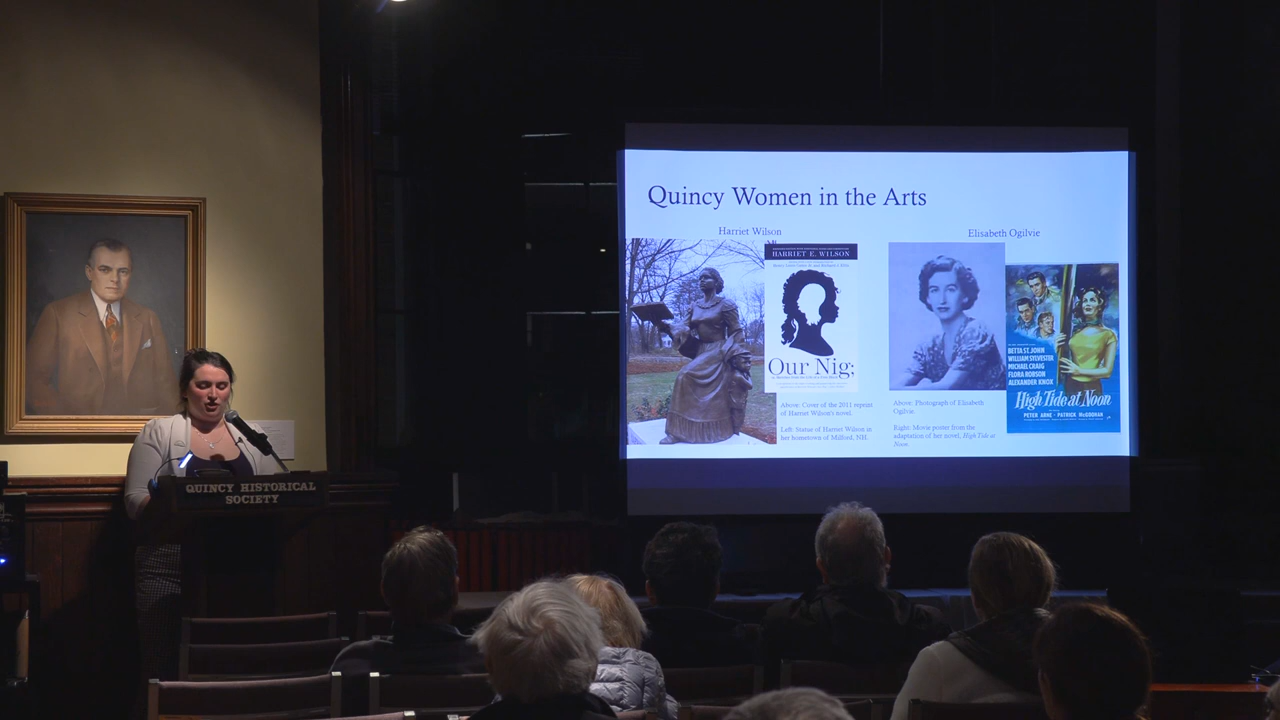 Quincy Women in the Arts
Harriet Wilson
HARRIET E. WILSON
Our Nig;
Above: Cover of the 2011 reprint
of Harriet Wilson's novel.
Left: Statue of Harriet Wilson in
her hometown of Milford, NH.
Elisabeth Ogilvie
BETTA ST. JOHN
WILLIAM SYLVESTER
MICHAEL CRAIG
FLORA ROBSON
ALEXANDER KNOX
High Tide at Noon
PETER ARNE · PATRICK McGOOHAN
Above: Photograph of Elisabeth
Ogilvie.
Right: Movie poster from the
adaptation of her novel, High Tide at
Noon.
QUINCY HISTORICAL
SOCIETY